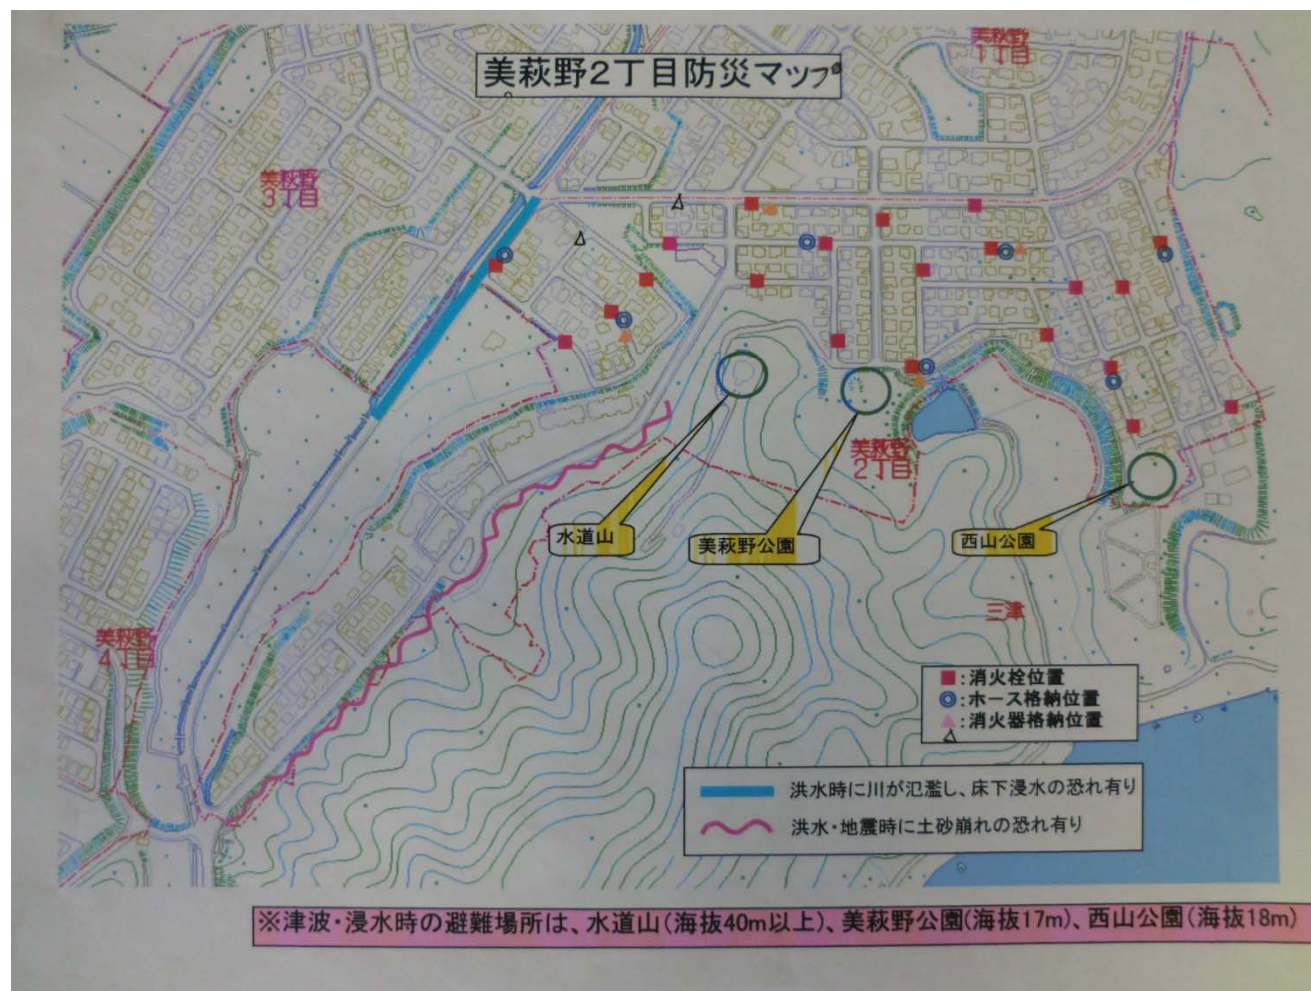 美萩野2丁目防災マップ
美萩野
1丁目
美萩野
3丁目
美萩野
2丁目
水道山
美萩野公園
西山公園
三津
美萩野
4丁目
:消火栓位置
:ホース格納位置
:消火器格納位置
洪水時に川が氾濫し、床下浸水の恐れ有り
洪水・地震時に土砂崩れの恐れ有り
※津波・浸水時の避難場所は、水道山(海抜40m以上)、美萩野公園(海抜17m)、西山公園(海抜18m)